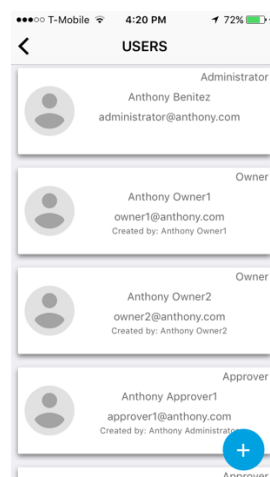 T-Mobile 4:20 PM 72%
USERS
Administrator
Anthony Benitez
administrator@anthony.com
Owner
Anthony Owner1
owner1@anthony.com
Created by: Anthony Owner1
Owner
Anthony Owner2
owner2@anthony.com
Created by: Anthony Owner2
Approver
Anthony Approver1
approver1@anthony.com
Created by: Anthony Administrator
+
Approver